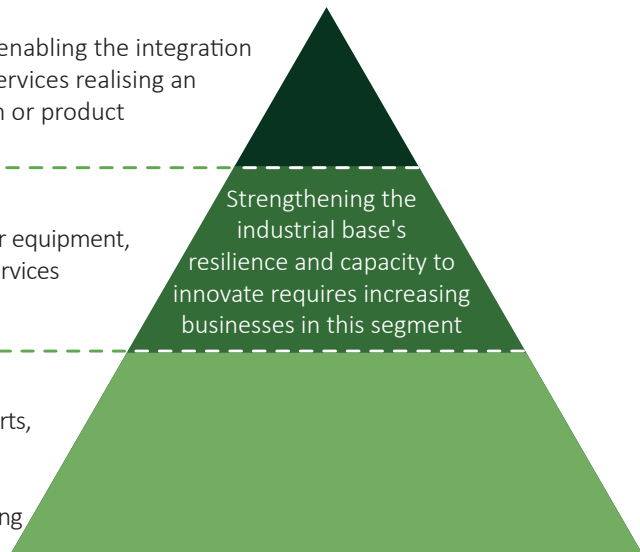 enabling the integration
ervices realising an
n or product
Strengthening the
industrial base's
resilience and capacity to
innovate requires increasing
businesses in this segment
r equipment,
rvices
rts,
ng